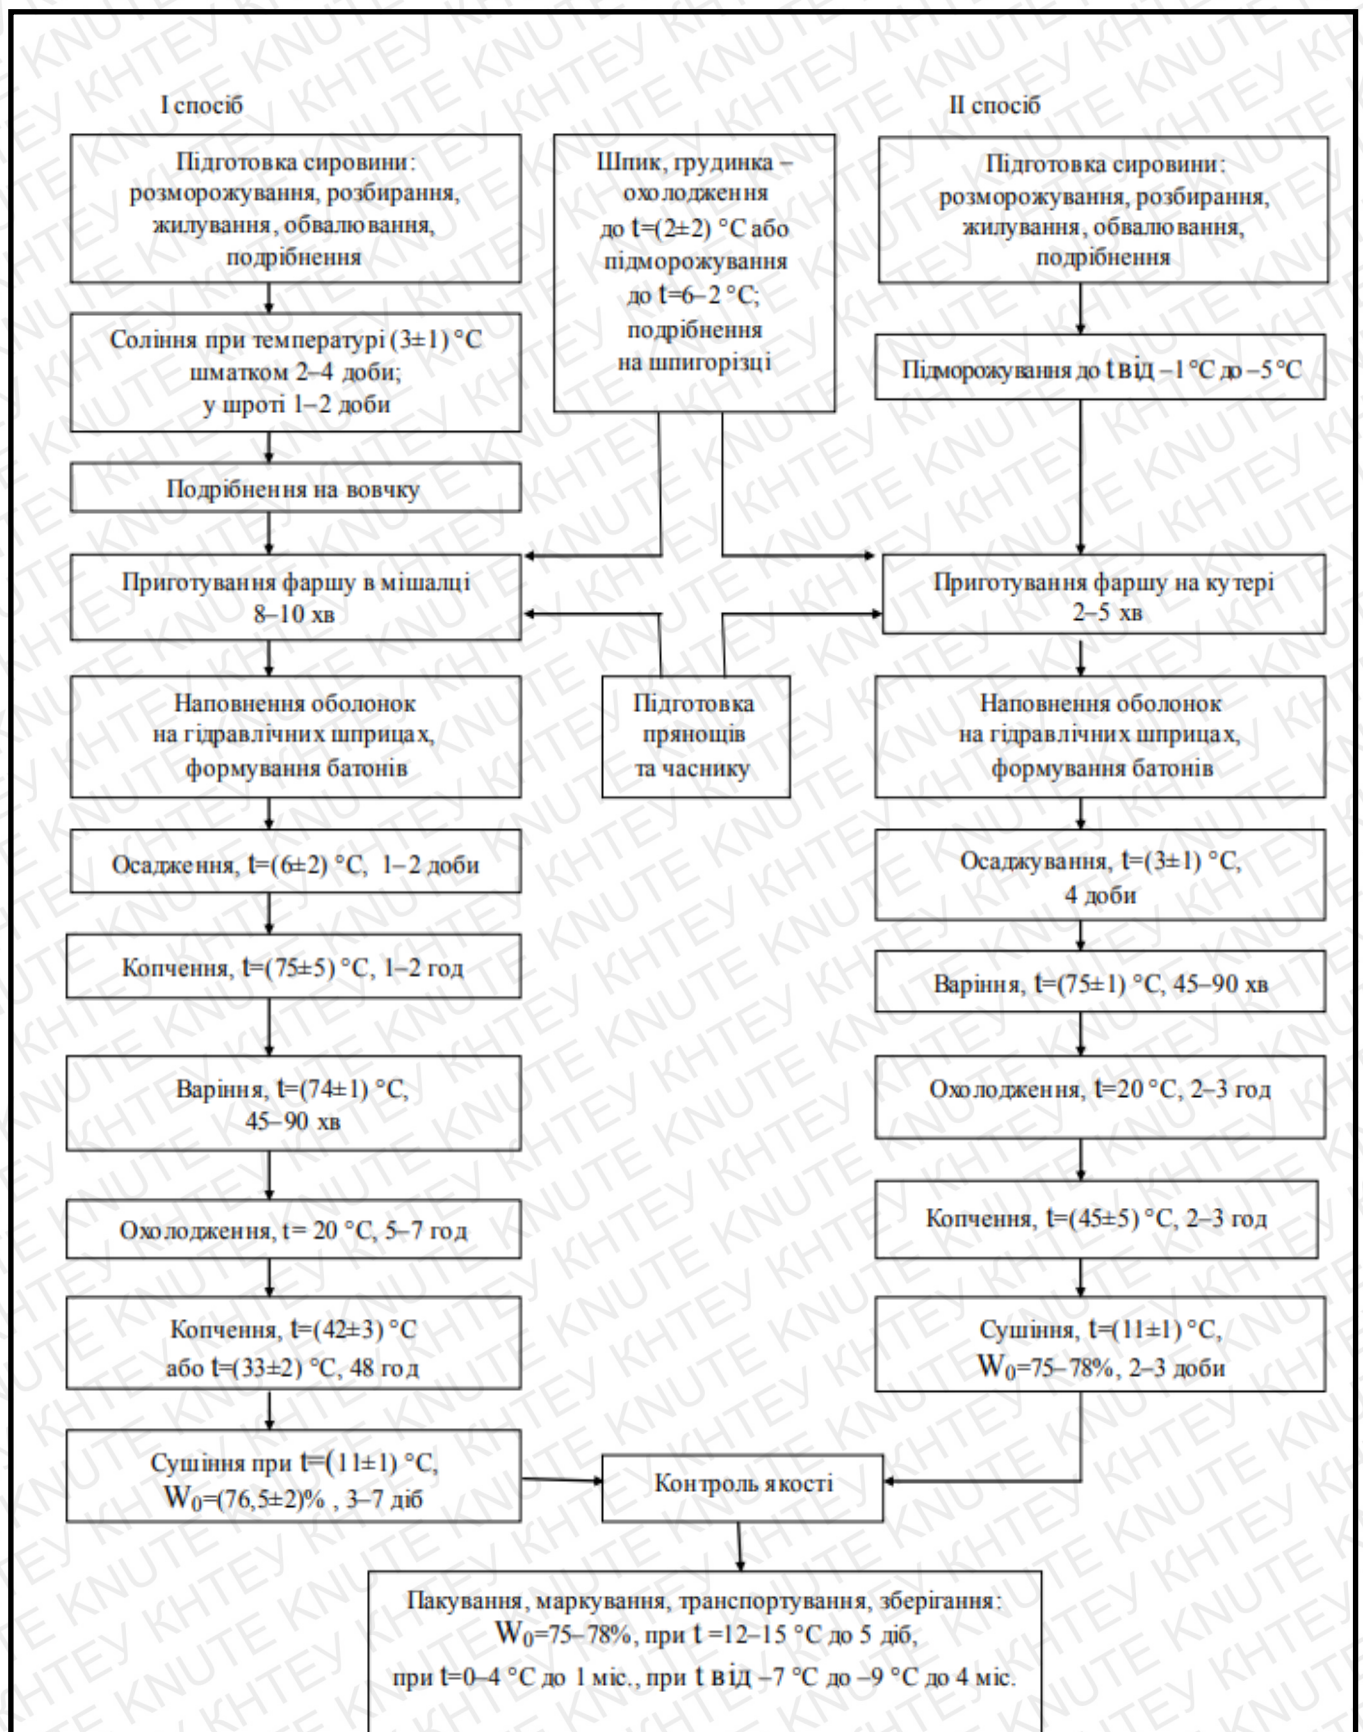 І спосіб
Підготовка сировини:
розморожування, розбирання,
жилування, обвалювання,
подрібнення
Соління при температурі (3±1) °С
шматком 2–4 доби;
у шроті 1–2 доби
Подрібнення на вовчку
Приготування фаршу в мішалці
8–10 хв
Наповнення оболонок
на гідравлічних шприцах,
формування батонів
Осадження, t=(6±2) °С, 1–2 доби
Копчення, t=(75±5) °С, 1–2 год
Варіння, t=(74±1) °С,
45–90 хв
Охолодження, t= 20 °С, 5–7 год
Копчення, t=(42±3) °С
або t=(33±2) °С, 48 год
Сушіння при t=(11±1) °С,
W0=(76,5±2)% , 3–7 діб
Шпик, грудинка –
охолодження
до t=(2±2) °С або
підморожування
до t=6–2 °С;
подрібнення
на шпигорізці
Підготовка
прянощів
та часнику
ІІ спосіб
Підготовка сировини:
розморожування, розбирання,
жилування, обвалювання,
подрібнення
Підморожування до t від –1 °С до –5 °С
Приготування фаршу на кутері
2–5 хв
Наповнення оболонок
на гідравлічних шприцах,
формування батонів
Осаджування, t=(3±1) °С,
4 доби
Варіння, t=(75±1) °С, 45–90 хв
Охолодження, t=20 °С, 2–3 год
Копчення, t=(45±5) °С, 2–3 год
Сушіння, t=(11±1) °С,
W0=75–78%, 2–3 доби
Контроль якості
Пакування, маркування, транспортування, зберігання:
W0=75–78%, при t =12–15 °С до 5 діб,
при t=0–4 °С до 1 міс., при t від –7 °С до –9 °С до 4 міс.